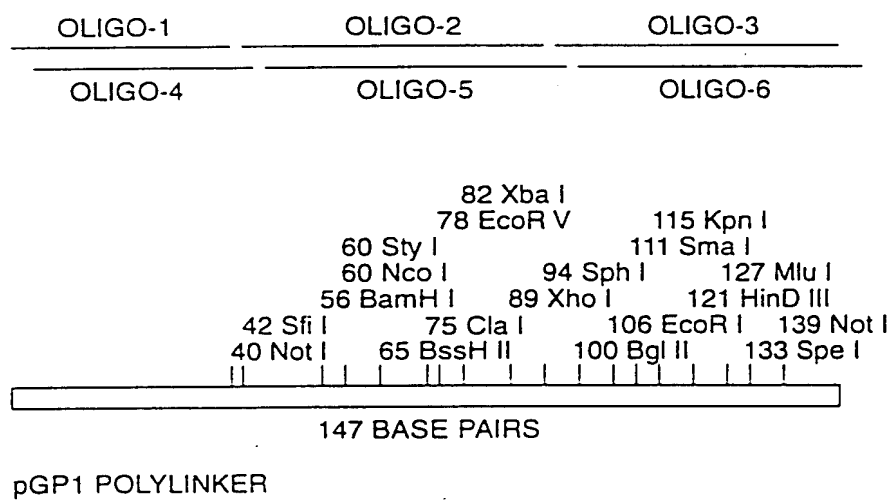 OLIGO-1 OLIGO-2 OLIGO-3
OLIGO-4 OLIGO-5 OLIGO-6
82 Xba I
78 EcoR V 115 Kpn I
60 Sty I 111 Sma I
60 Nco I 94 Sph I 127 Mlu I
56 BamH I 89 Xho I 121 HinD III
42 Sfi I 75 Cla I 106 EcoR I 139 Not I
40 Not I 65 BssH II 100 Bgl II 133 Spe I
147 BASE PAIRS
pGP1 POLYLINKER